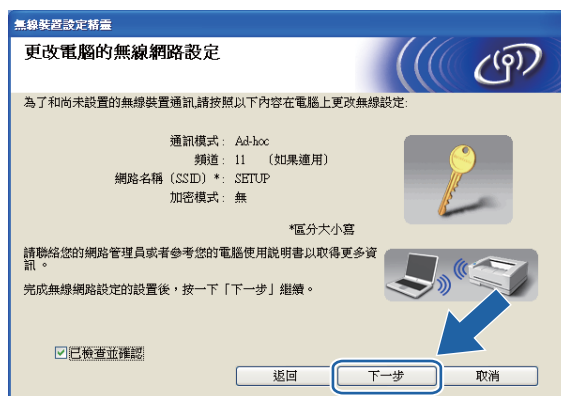 無線裝置設定精靈
更改電腦的無線網路設定
為了和尚未設置的無線裝置通訊,請按照以下內容在電腦上更改無線設定:
通訊模式: Ad-hoc
頻道: 11 (如果適用)
網路名稱 (SSID) *: SETUP
加密模式: 無
*區分大小寫
請聯絡您的網路管理員或者參考您的電腦使用說明書以取得更多資
訊。
完成無線網路設定的設置後,按一下「下一步」繼續。
已檢查並確認
返回 下一步 取消